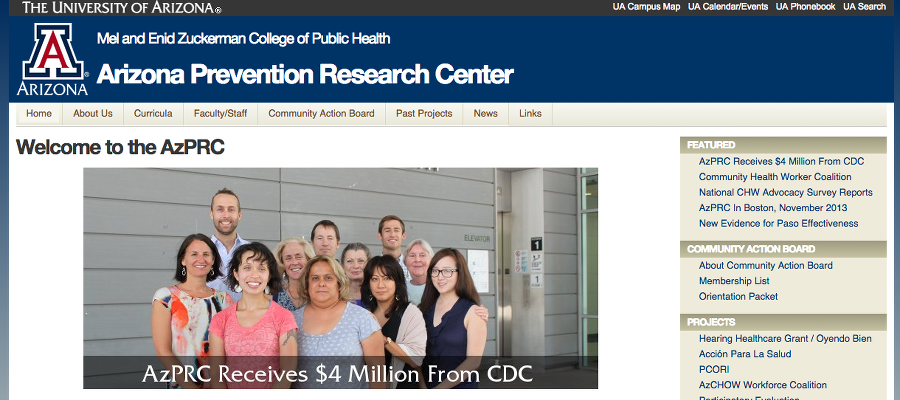 THE UNIVERSITY OF ARIZONA®
UA Campus Map UA Calendar/Events UA Phonebook UA Search
A
ARIZONA®
Mel and Enid Zuckerman College of Public Health
Arizona Prevention Research Center
Home About Us Curricula Faculty/Staff Community Action Board Past Projects News Links
Welcome to the AzPRC
ELEVATOR
1
AzPRC Receives $4 Million From CDC
FEATURED
AzPRC Receives $4 Million From CDC
Community Health Worker Coalition
National CHW Advocacy Survey Reports
AzPRC In Boston, November 2013
New Evidence for Paso Effectiveness
COMMUNITY ACTION BOARD
About Community Action Board
Membership List
Orientation Packet
PROJECTS
Hearing Healthcare Grant / Oyendo Bien
Acción Para La Salud
PCORI
AzCHOW Workforce Coalition
Participatory Evaluation